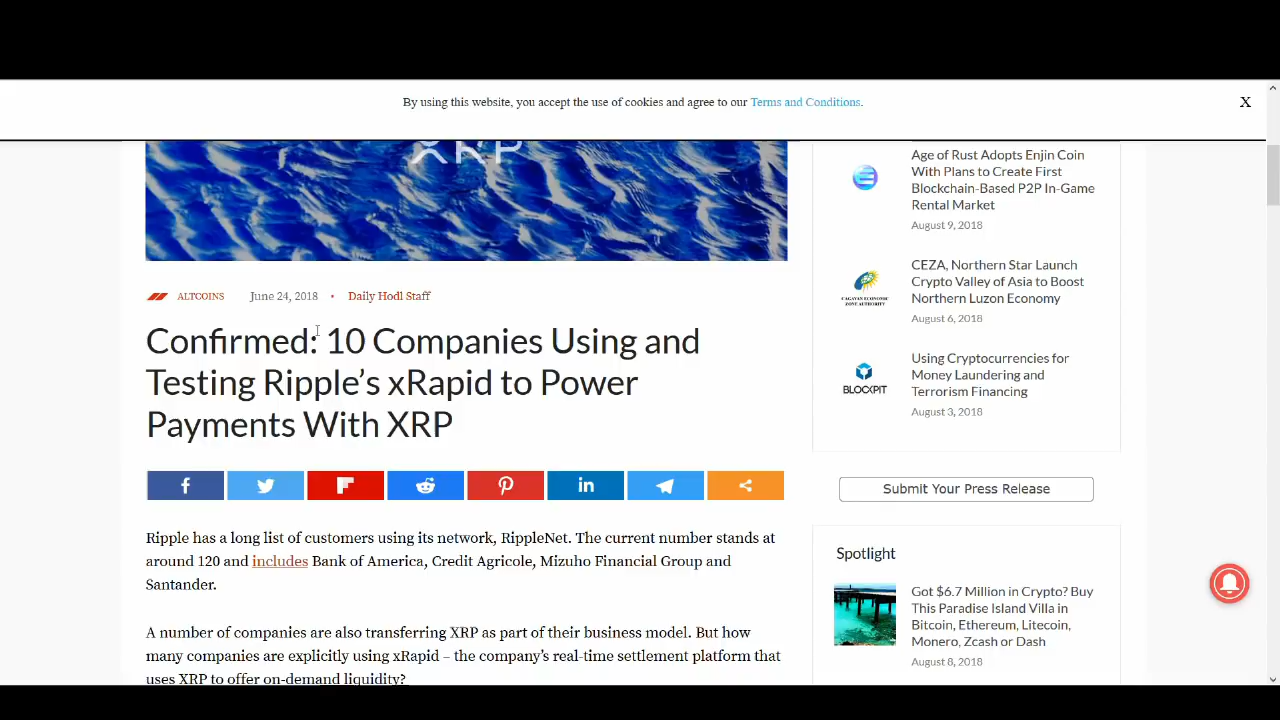 By using this website, you accept the use of cookies and agree to our Terms and Conditions.
X
XRP
ALTCOINS June 24, 2018 • Daily Hodl Staff
Confirmed: 10 Companies Using and
Testing Ripple's xRapid to Power
Payments With XRP
Ripple has a long list of customers using its network, RippleNet. The current number stands at
around 120 and includes Bank of America, Credit Agricole, Mizuho Financial Group and
Santander.
A number of companies are also transferring XRP as part of their business model. But how
many companies are explicitly using xRapid – the company's real-time settlement platform that
uses XRP to offer on-demand liquidity?
Age of Rust Adopts Enjin Coin
With Plans to Create First
Blockchain-Based P2P In-Game
Rental Market
August 9, 2018
CAGAYAN ECONOMIC
ZONE AUTHORITY
CEZA, Northern Star Launch
Crypto Valley of Asia to Boost
Northern Luzon Economy
August 6, 2018
BLOCKPIT
Using Cryptocurrencies for
Money Laundering and
Terrorism Financing
August 3, 2018
Submit Your Press Release
Spotlight
Got $6.7 Million in Crypto? Buy
This Paradise Island Villa in
Bitcoin, Ethereum, Litecoin,
Monero, Zcash or Dash
August 8, 2018